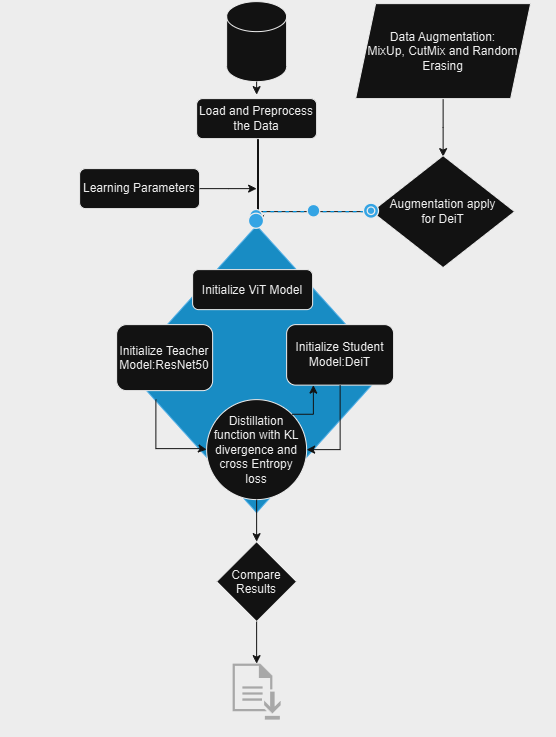 Data Augmentation:
MixUp, CutMix and Random
Erasing
Load and Preprocess
the Data
Learning Parameters
Augmentation apply
for DeiT
Initialize ViT Model
Initialize Teacher
Model:ResNet50
Initialize Student
Model:DeiT
Distillation
function with KL
divergence and
cross Entropy
loss
Compare
Results